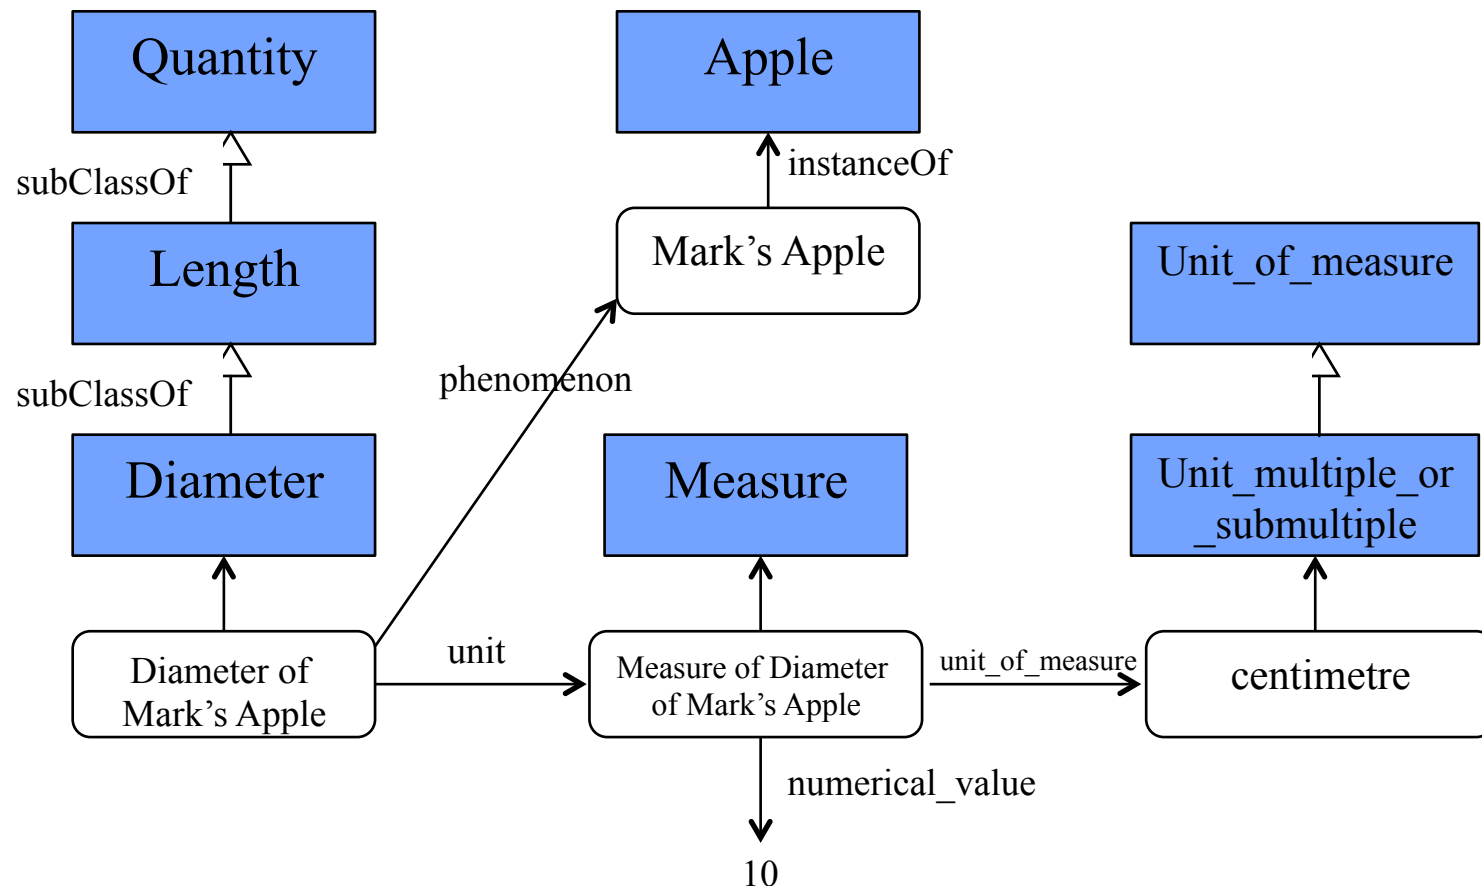 Quantity
Apple
subClassOf
instanceOf
Length
Mark’s Apple
Unit_of_measure
subClassOf
phenomenon
Diameter
Measure
Unit_multiple_or
_submultiple
Diameter of
Mark’s Apple
unit
Measure of Diameter
of Mark’s Apple
unit_of_measure
centimetre
numerical_value
10